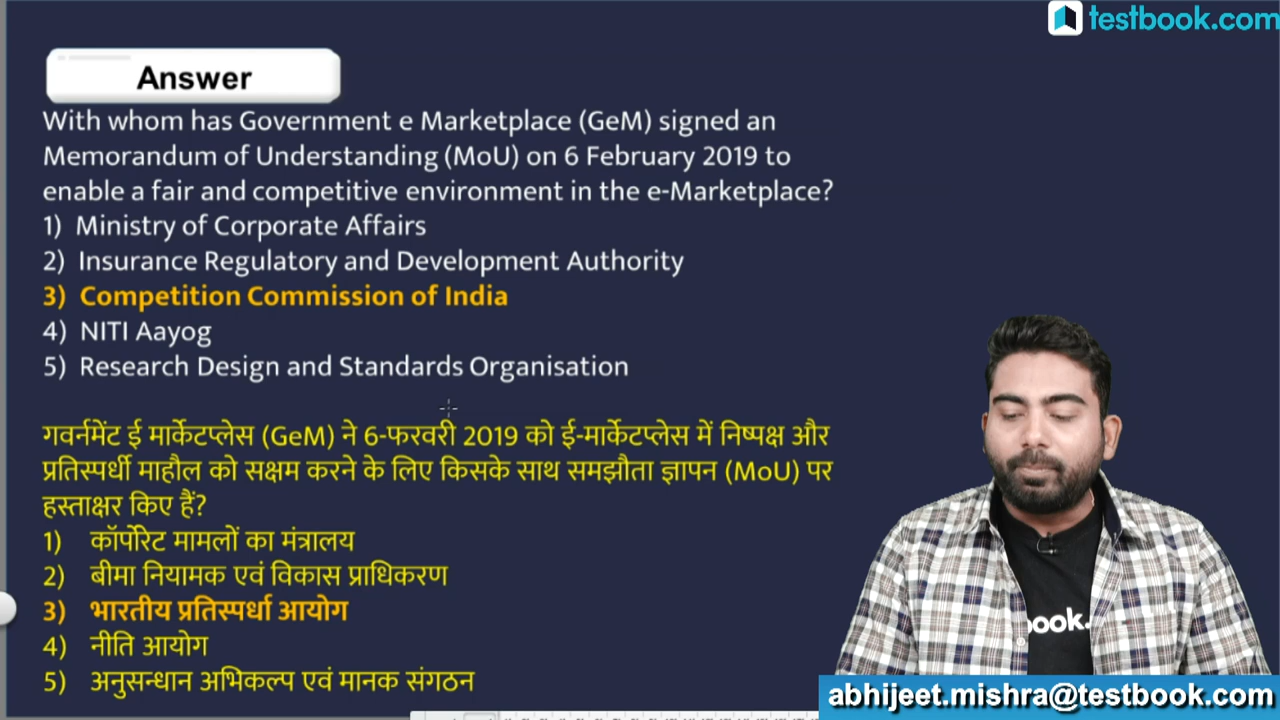 testbook.com
Answer
With whom has Government e Marketplace (GeM) signed an
Memorandum of Understanding (MoU) on 6 February 2019 to
enable a fair and competitive environment in the e-Marketplace?
1) Ministry of Corporate Affairs
2) Insurance Regulatory and Development Authority
3) Competition Commission of India
4) NITI Aayog
5) Research Design and Standards Organisation
गवर्नमेंट ई मार्केटप्लेस (GeM) ने 6-फरवरी 2019 को ई-मार्केटप्लेस में निष्पक्ष और
प्रतिस्पर्धी माहौल को सक्षम करने के लिए किसके साथ समझौता ज्ञापन (MoU) पर
हस्ताक्षर किए हैं?
1) कॉर्पोरेट मामलों का मंत्रालय
2) बीमा नियामक एवं विकास प्राधिकरण
3) भारतीय प्रतिस्पर्धा आयोग
4) नीति आयोग
5) अनुसन्धान अभिकल्प एवं मानक संगठन
ook.
abhijeet.mishra@testbook.com